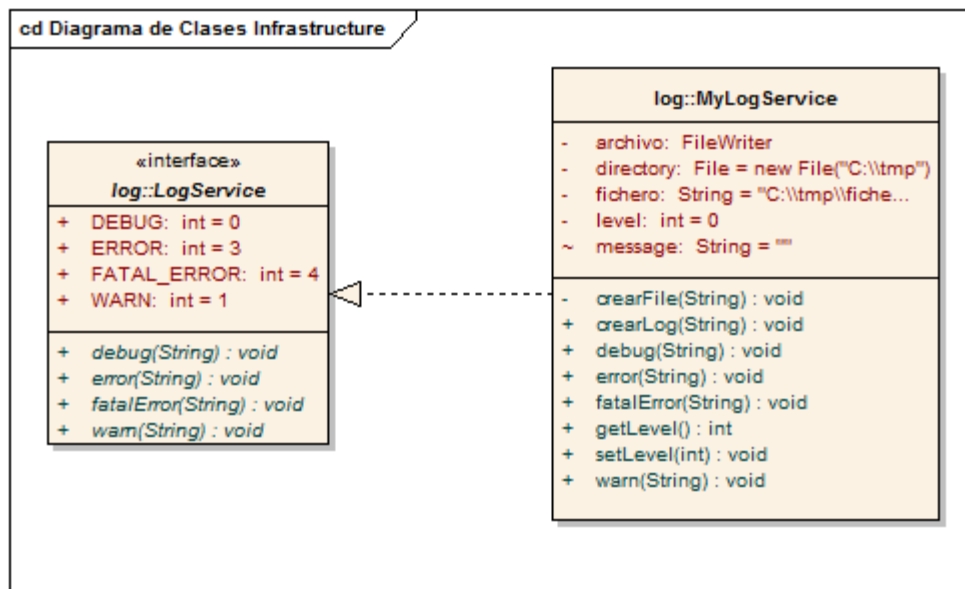 cd Diagrama de Clases Infrastructure
«interface»
log::LogService
+ DEBUG: int = 0
+ ERROR: int = 3
+ FATAL_ERROR: int = 4
+ WARN: int = 1
+ debug(String) : void
+ error(String) : void
+ fatalError(String) : void
+ warn(String) : void
log::MyLogService
- archivo: FileWriter
- directory: File = new File("C:\\tmp")
- fichero: String = "C:\\tmp\\fiche...
- level: int = 0
~ message: String = ""
- crearFile(String) : void
+ crearLog(String) : void
+ debug(String) : void
+ error(String) : void
+ fatalError(String) : void
+ getLevel() : int
+ setLevel(int) : void
+ warn(String) : void